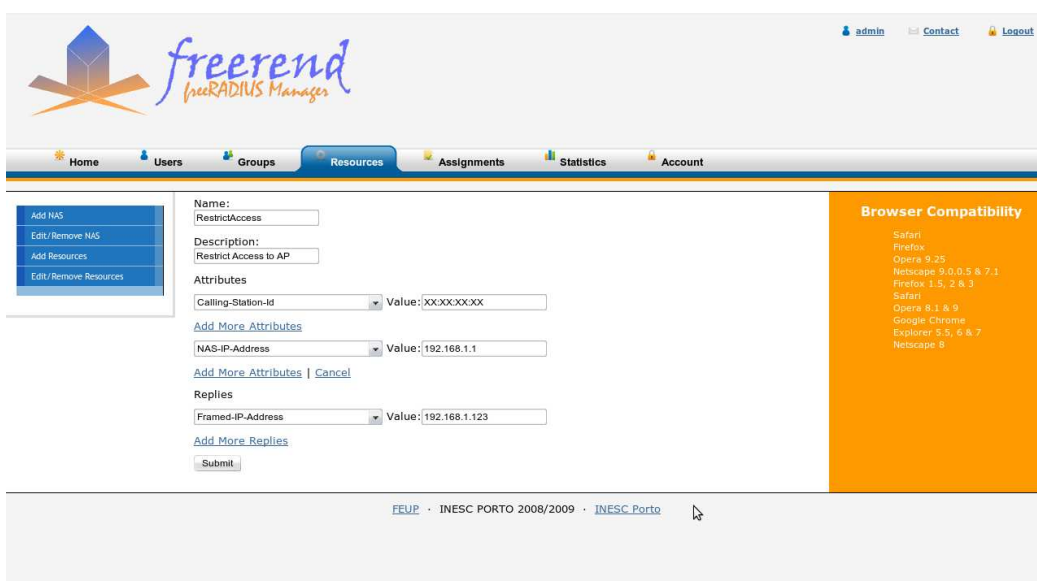 freerend
freeRADIUS Manager
admin Contact Logout
Home Users Groups Resources Assignments Statistics Account
Add NAS
Edit/Remove NAS
Add Resources
Edit/Remove Resources
Name:
RestrictAccess
Description:
Restrict Access to AP
Attributes
Calling-Station-Id Value: XX:XX:XX:XX
Add More Attributes
NAS-IP-Address Value: 192.168.1.1
Add More Attributes | Cancel
Replies
Framed-IP-Address Value: 192.168.1.123
Add More Replies
Submit
Browser Compatibility
Safari
Firefox
Opera 9.25
Netscape 9.0.0.5 & 7.1
Firefox 1.5, 2 & 3
Safari
Opera 8.1 & 9
Google Chrome
Explorer 5.5, 6 & 7
Netscape 8
FEUP · INESC PORTO 2008/2009 · INESC Porto